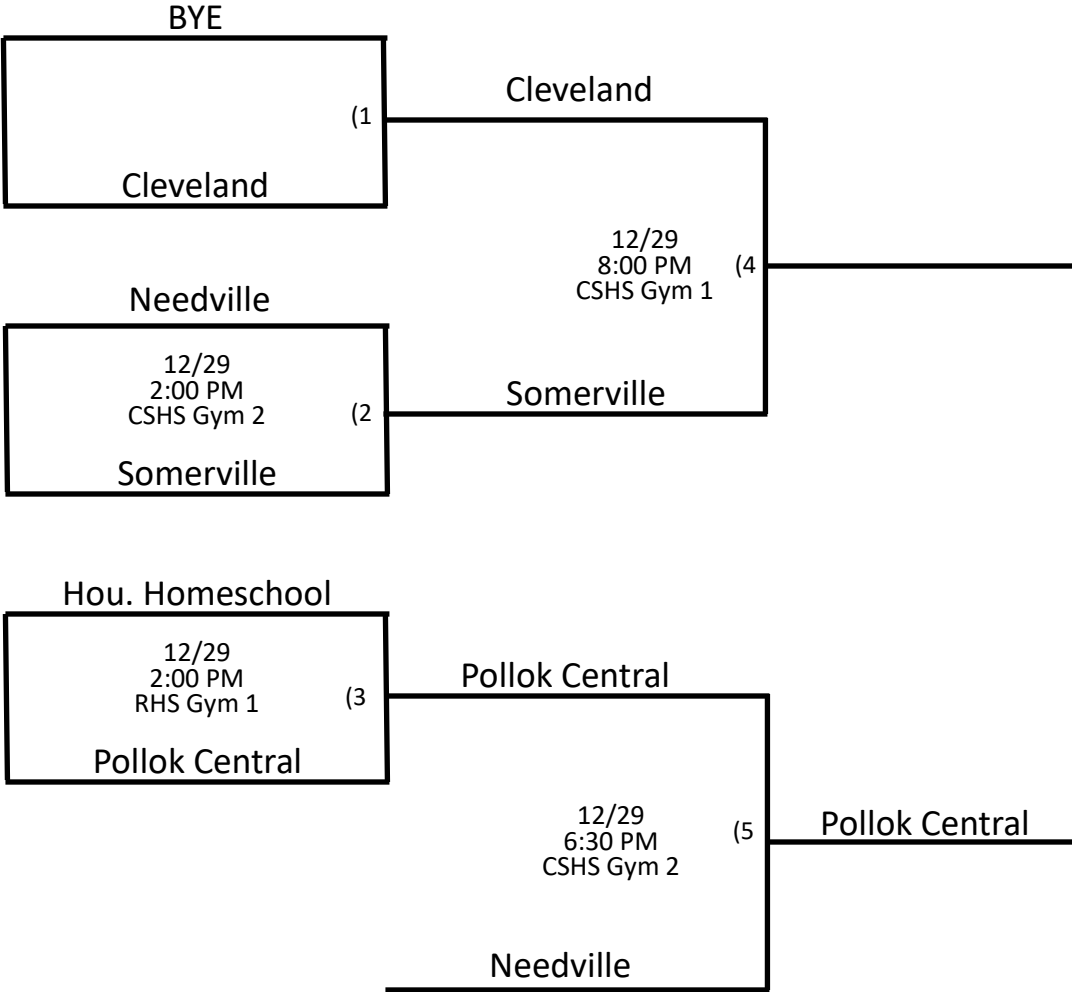 BYE
(1
Cleveland
Cleveland
12/29
8:00 PM
CSHS Gym 1
(4
Needville
12/29
2:00 PM
CSHS Gym 2
(2
Somerville
Somerville
Hou. Homeschool
12/29
2:00 PM
RHS Gym 1
(3
Pollok Central
Pollok Central
12/29
6:30 PM
CSHS Gym 2
(5
Pollok Central
Needville